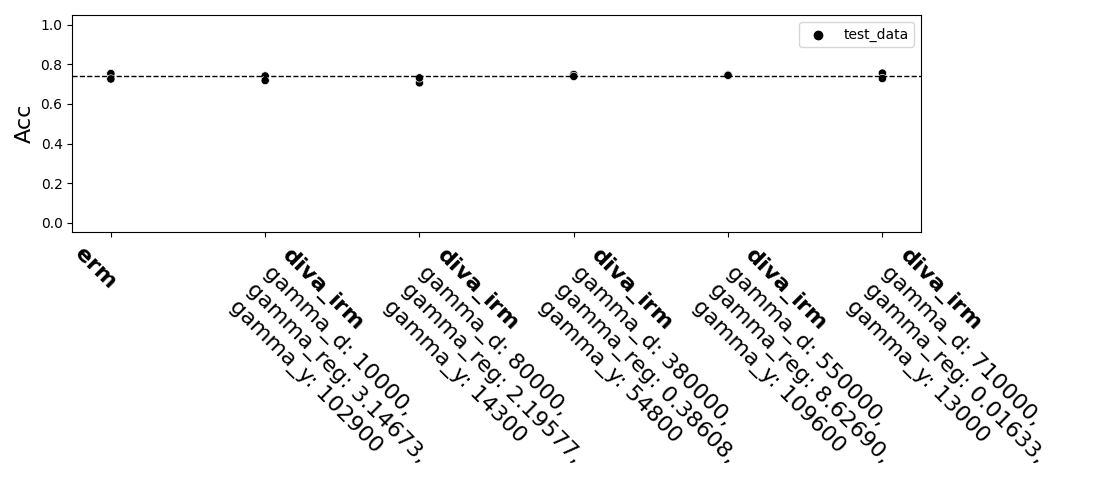 1.0
0.8
0.6
0.4
0.2
0.0
Acc
test_data
erm
diva_irm
gamma_d: 10000,
gamma_reg: 3.14673,
gamma_y: 102900
diva_irm
gamma_d: 80000,
gamma_reg: 2.19577,
gamma_y: 14300
diva_irm
gamma_d: 380000,
gamma_reg: 0.38608,
gamma_y: 54800
diva_irm
gamma_d: 550000,
gamma_reg: 8.62690,
gamma_y: 109600
diva_irm
gamma_d: 710000,
gamma_reg: 0.01633,
gamma_y: 13000